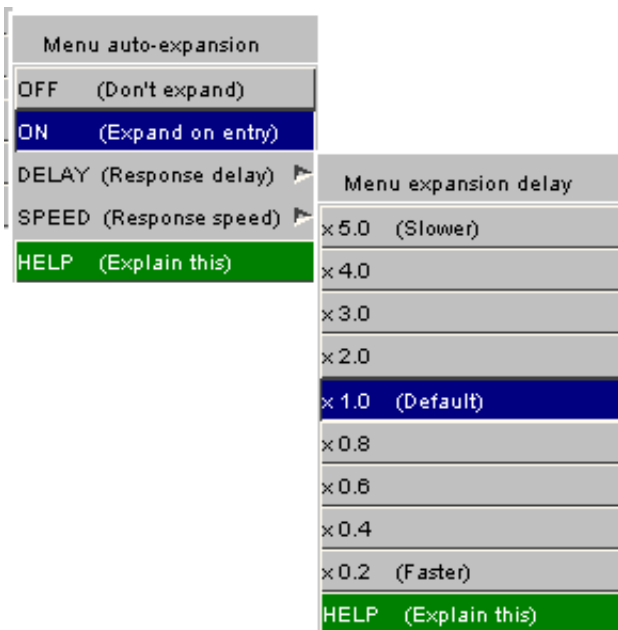 Menu auto-expansion
OFF (Don't expand)
ON (Expand on entry)
DELAY (Response delay)
SPEED (Response speed)
HELP (Explain this)
Menu expansion delay
x 5.0 (Slower)
x 4.0
x 3.0
x 2.0
x 1.0 (Default)
x 0.8
x 0.6
x 0.4
x 0.2 (Faster)
HELP (Explain this)